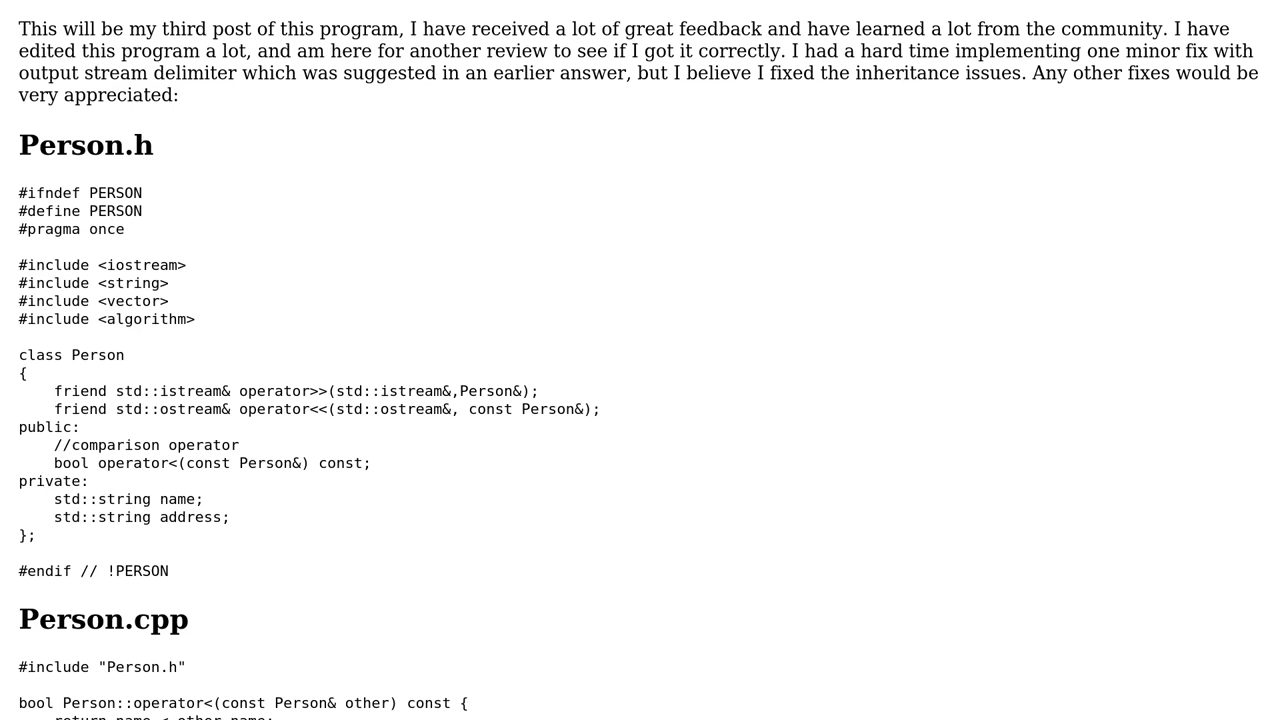 This will be my third post of this program, I have received a lot of great feedback and have learned a lot from the community. I have
edited this program a lot, and am here for another review to see if I got it correctly. I had a hard time implementing one minor fix with
output stream delimiter which was suggested in an earlier answer, but I believe I fixed the inheritance issues. Any other fixes would be
very appreciated:
Person.h
#ifndef PERSON
#define PERSON
#pragma once
#include <iostream>
#include <string>
#include <vector>
#include <algorithm>
class Person
{
    friend std::istream& operator>>(std::istream&,Person&);
    friend std::ostream& operator<<(std::ostream&, const Person&);
public:
    //comparison operator
    bool operator<(const Person&) const;
private:
    std::string name;
    std::string address;
};
#endif // !PERSON
Person.cpp
#include "Person.h"
bool Person::operator<(const Person& other) const {
    return name < other.name;